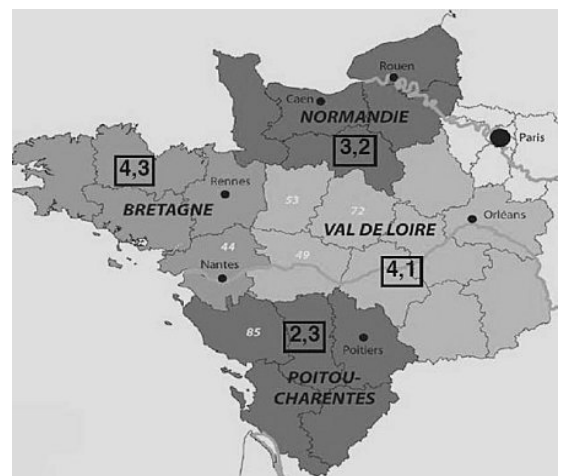 Rouen
Caen
NORMANDIE
Paris
3,2
4,3
Rennes
53
72
BRETAGNE
VAL DE LOIRE
Orléans
44
49
Nantes
4,1
85
2,3
Poitiers
POITOU-
CHARENTES